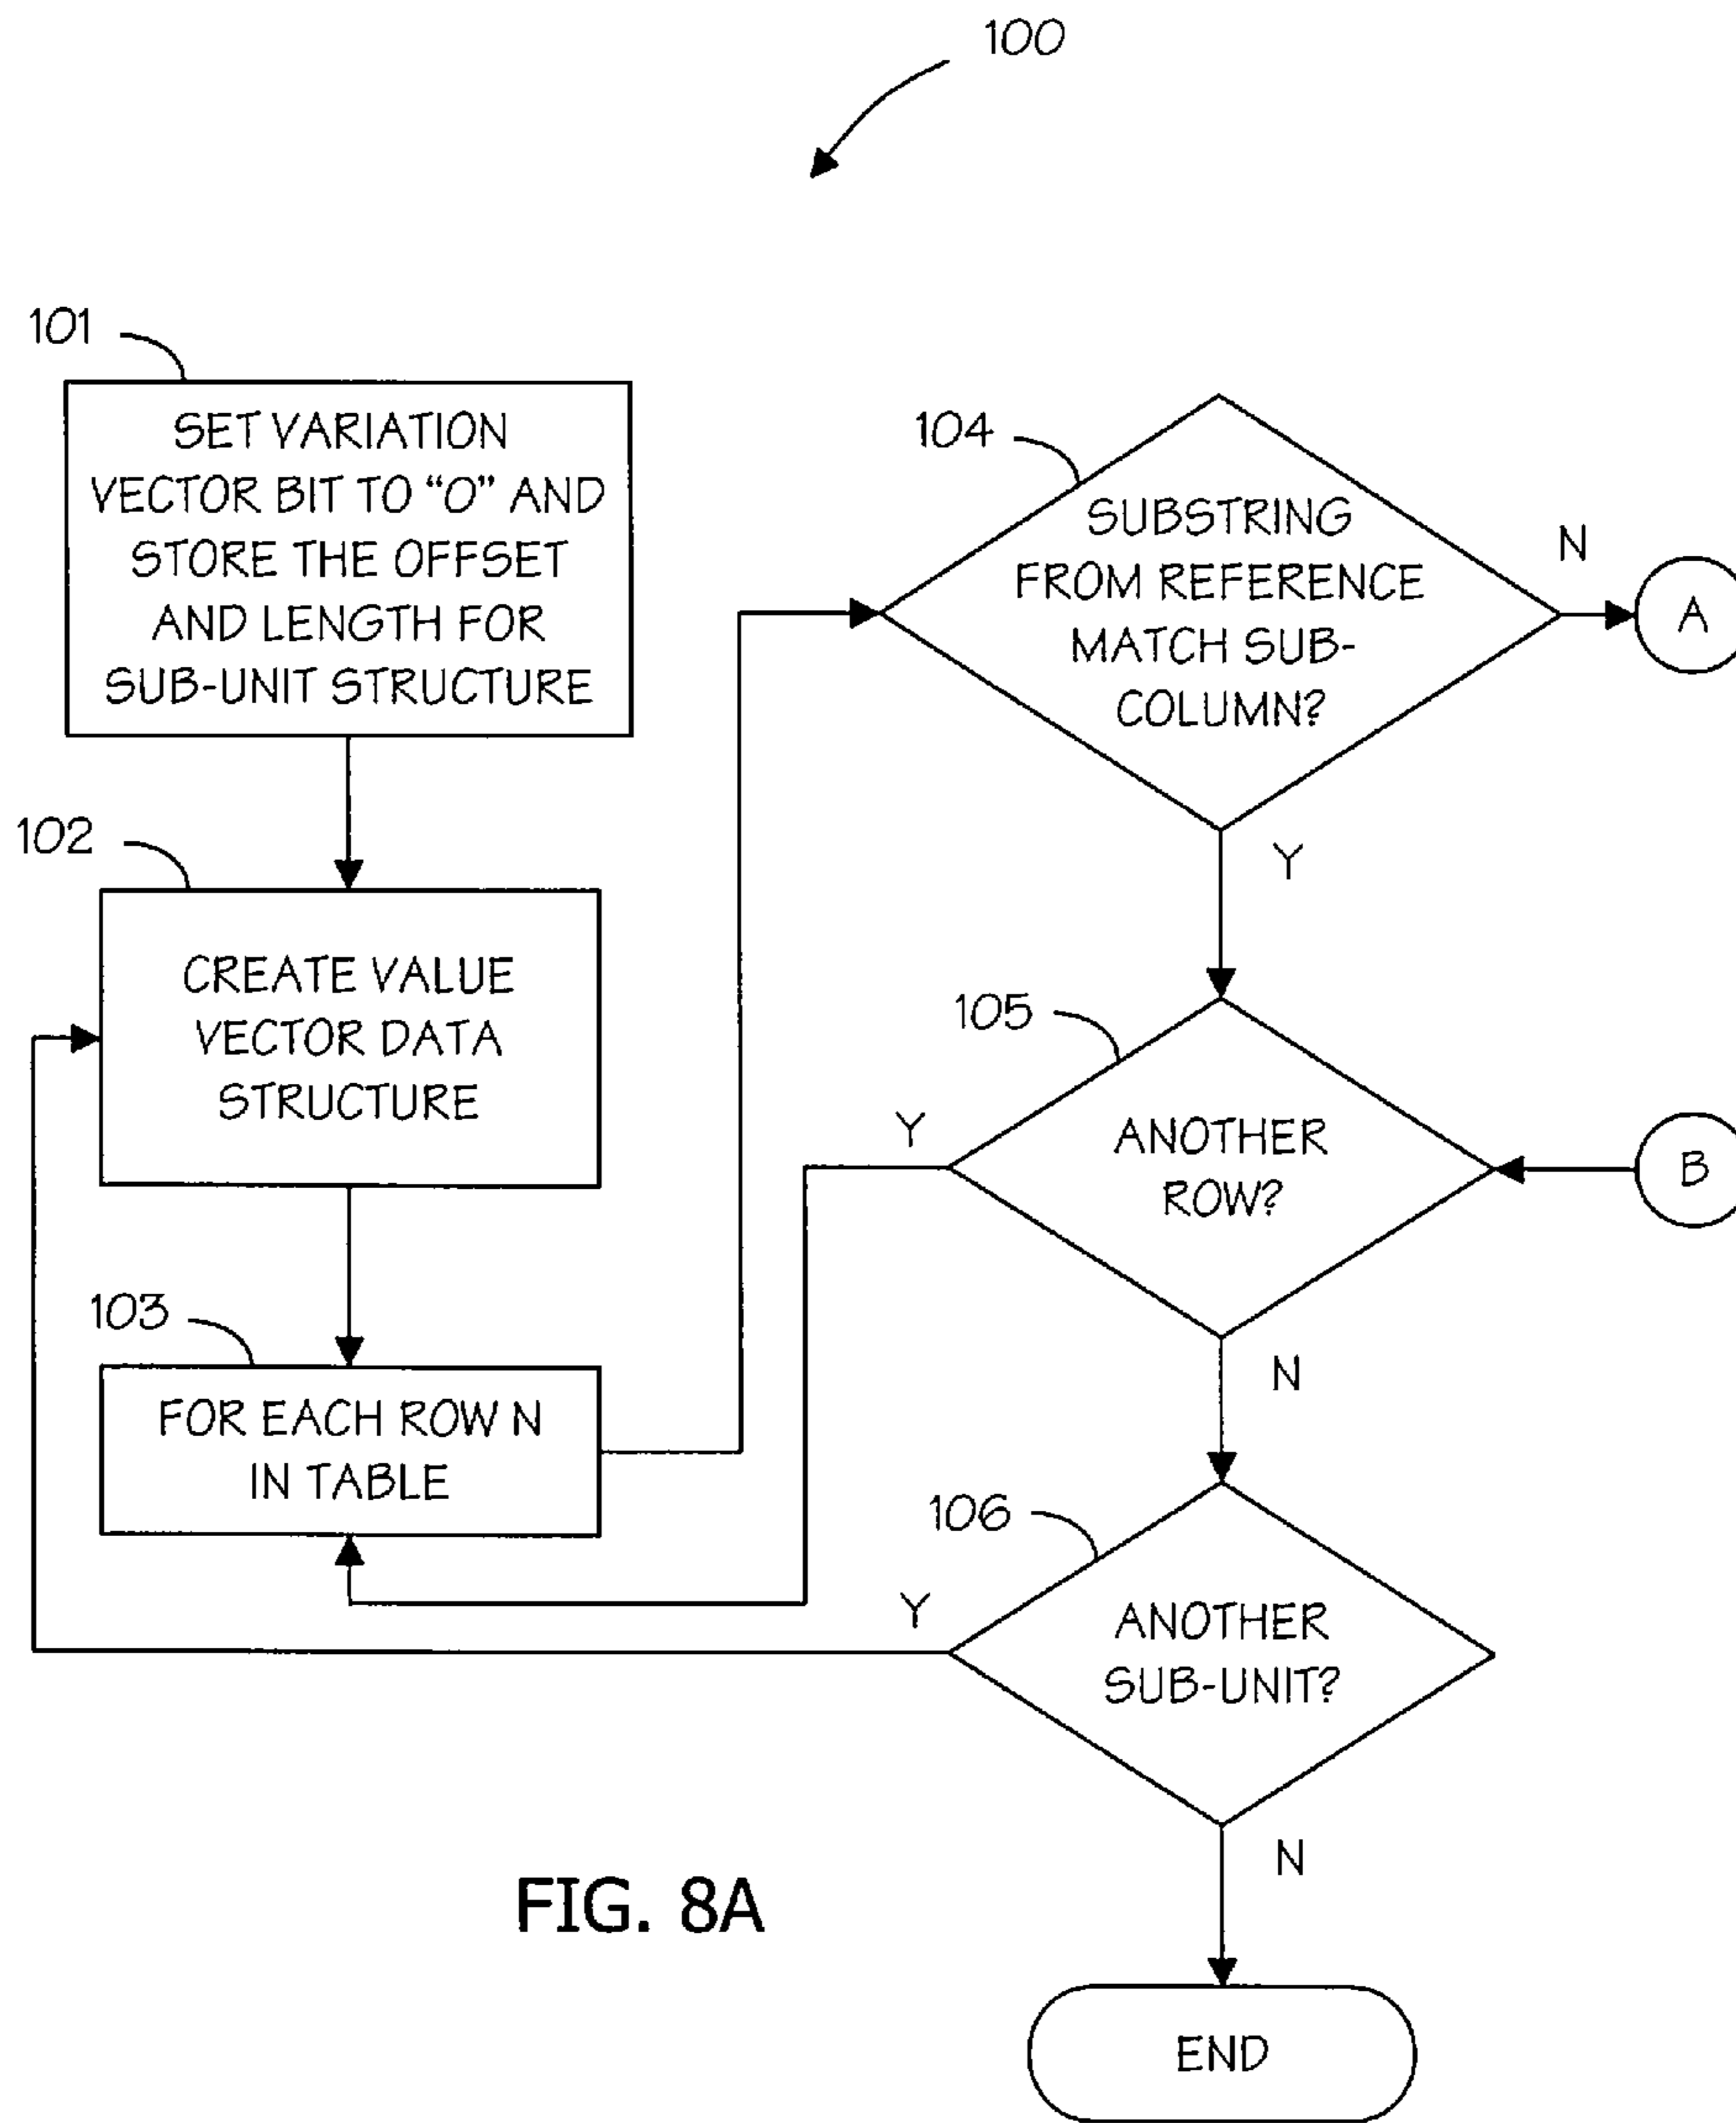 100
101
SET VARIATION
VECTOR BIT TO “0” AND
STORE THE OFFSET
AND LENGTH FOR
SUB-UNIT STRUCTURE
102
CREATE VALUE
VECTOR DATA
STRUCTURE
103
FOR EACH ROW N
IN TABLE
104
SUBSTRING
FROM REFERENCE
MATCH SUB-
COLUMN?
N
A
Y
105
ANOTHER
ROW?
Y
B
N
106
ANOTHER
SUB-UNIT?
Y
N
END
FIG. 8A